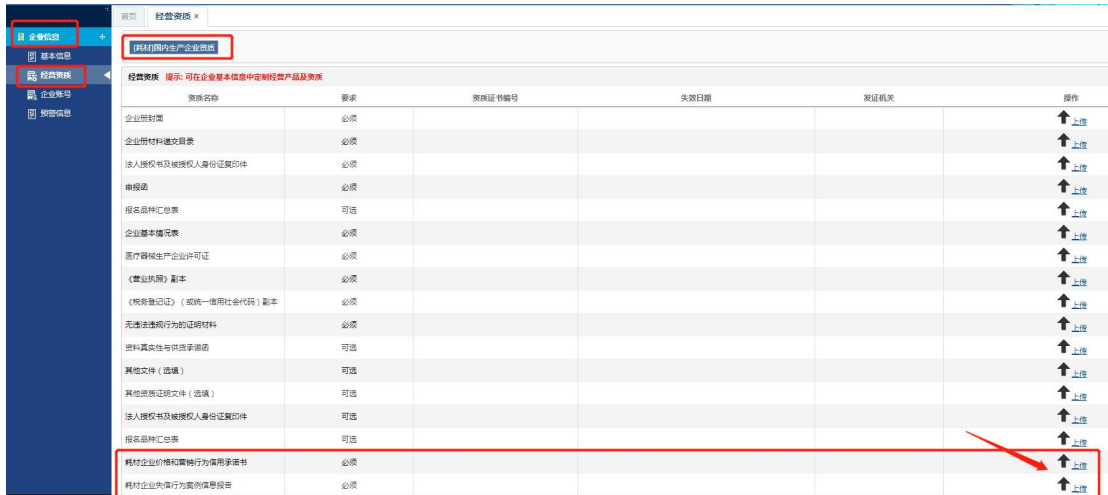 首页 经营资质 ×
企业信息
基本信息
经营资质
企业账号
预警信息
[耗材]国内生产企业资质
经营资质 提示: 可在企业基本信息中定制经营产品及资质
资质名称 要求 资质证书编号 失效日期 发证机关 操作
企业册封面 必须 上传
企业册材料递交目录 必须 上传
法人授权书及被授权人身份证复印件 必须 上传
申报函 必须 上传
报名品种汇总表 可选 上传
企业基本情况表 必须 上传
医疗器械生产企业许可证 必须 上传
《营业执照》副本 必须 上传
《税务登记证》（或统一信用社会代码）副本 必须 上传
无违法违规行为的证明材料 必须 上传
资料真实性与供货承诺函 可选 上传
其他文件（选填） 可选 上传
其他资质证明文件（选填） 可选 上传
法人授权书及被授权人身份证复印件 可选 上传
报名品种汇总表 可选 上传
耗材企业价格和营销行为信用承诺书 必须 上传
耗材企业失信行为案例信息报告 必须 上传